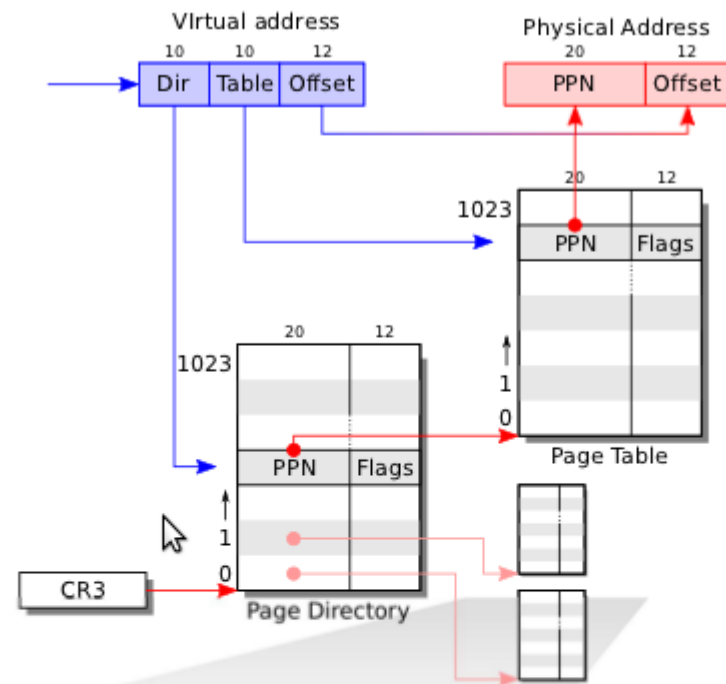 VIrtual address
10 10 12
Dir Table Offset
Physical Address
20 12
PPN Offset
20 12
1023
PPN Flags
1
0
Page Table
20 12
1023
PPN Flags
1
0
CR3
Page Directory